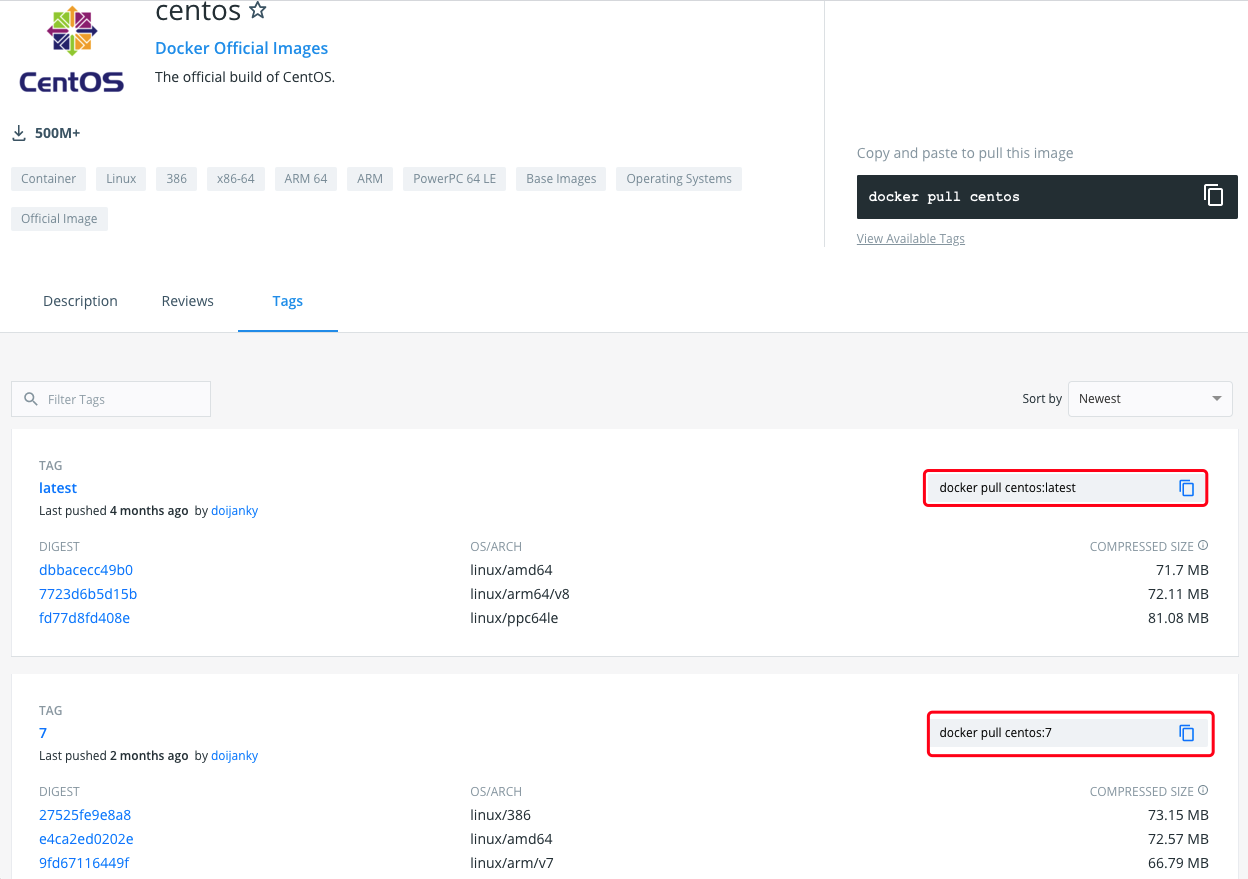 centos
Docker Official Images
CentOS
The official build of CentOS.
500M+
Container Linux 386 x86-64 ARM 64 ARM PowerPC 64 LE Base Images Operating Systems
Official Image
Copy and paste to pull this image
docker pull centos
View Available Tags
Description Reviews Tags
Filter Tags
Sort by Newest
TAG
latest
docker pull centos:latest
Last pushed 4 months ago by doijanky
DIGEST OS/ARCH COMPRESSED SIZE
dbbacecc49b0 linux/amd64 71.7 MB
7723d6b5d15b linux/arm64/v8 72.11 MB
fd77d8fd408e linux/ppc64le 81.08 MB
TAG
7
docker pull centos:7
Last pushed 2 months ago by doijanky
DIGEST OS/ARCH COMPRESSED SIZE
27525fe9e8a8 linux/386 73.15 MB
e4ca2ed0202e linux/amd64 72.57 MB
9fd67116449f linux/arm/v7 66.79 MB